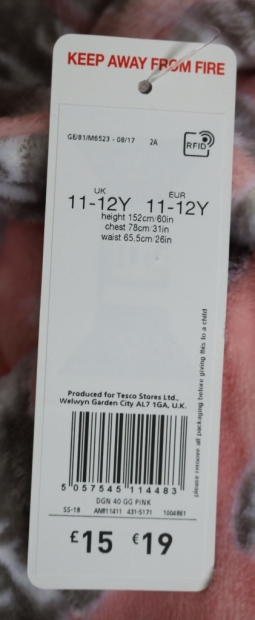 KEEP AWAY FROM FIRE
GE/81/M6523 - 08/17 2A
RFID
UK EUR
11-12Y 11-12Y
height 152cm/60in
chest 78cm/31in
waist 65.5cm/26in
please remove all packaging before giving this to a child
Produced for Tesco Stores Ltd.,
Welwyn Garden City AL7 1GA, U.K.
5 057545 114483
DGN 40 GG PINK
SS-18 431-5171
£15 €19